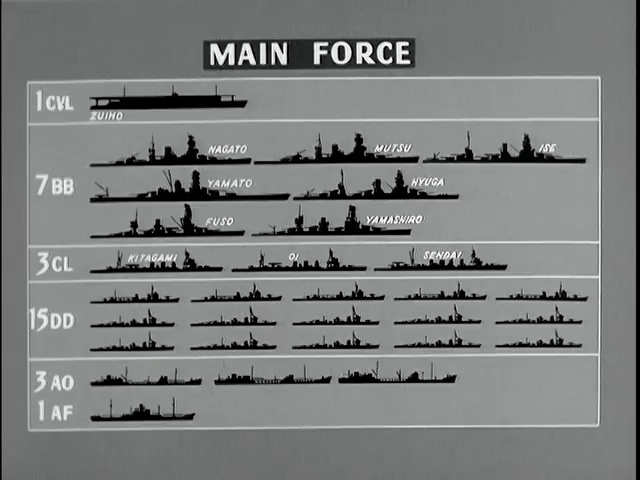 MAIN FORCE
1 CVL
ZUIHO
7 BB
NAGATO MUTSU ISE
YAMATO HYUGA
FUSO YAMASHIRO
3 CL
KITAGAMI OI SENDAI
15 DD
3 AO
1 AF